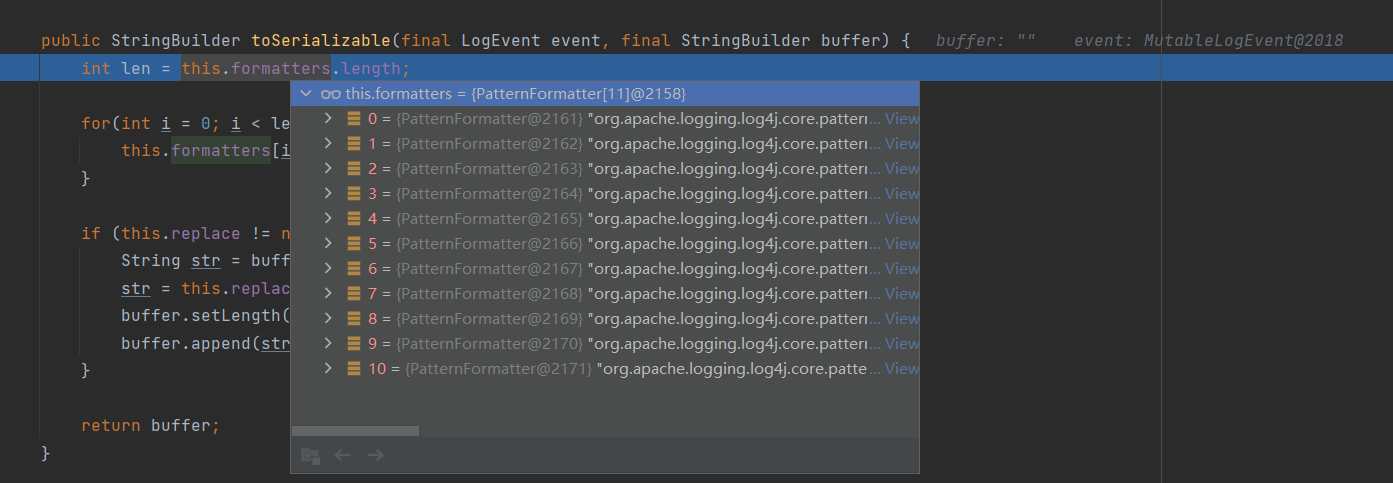 public StringBuilder toSerializable(final LogEvent event, final StringBuilder buffer) { buffer: "" event: MutableLogEvent@2018
int len = this.formatters.length;
this.formatters = {PatternFormatter[11]@2158}
0 = {PatternFormatter@2161} "org.apache.logging.log4j.core.pattern... View
for(int i = 0; i < le
1 = {PatternFormatter@2162} "org.apache.logging.log4j.core.pattern... View
this.formatters[i
2 = {PatternFormatter@2163} "org.apache.logging.log4j.core.pattern... View
}
3 = {PatternFormatter@2164} "org.apache.logging.log4j.core.pattern... View
4 = {PatternFormatter@2165} "org.apache.logging.log4j.core.pattern... View
if (this.replace != n
5 = {PatternFormatter@2166} "org.apache.logging.log4j.core.pattern... View
String str = buff
6 = {PatternFormatter@2167} "org.apache.logging.log4j.core.pattern... View
str = this.replac
7 = {PatternFormatter@2168} "org.apache.logging.log4j.core.pattern... View
buffer.setLength(
8 = {PatternFormatter@2169} "org.apache.logging.log4j.core.pattern... View
buffer.append(str
9 = {PatternFormatter@2170} "org.apache.logging.log4j.core.pattern... View
}
10 = {PatternFormatter@2171} "org.apache.logging.log4j.core.patte... View
return buffer;
}